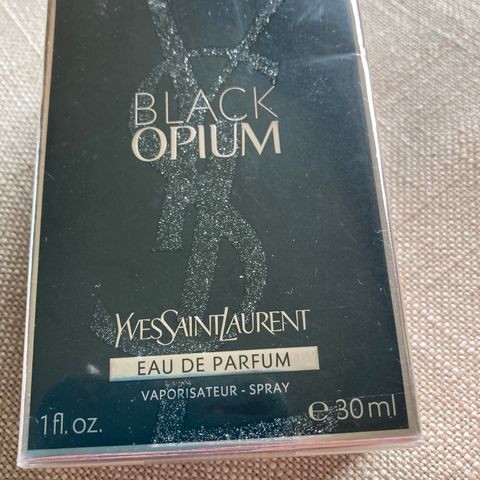 BLACK
OPIUM
YVESSAINTLAURENT
EAU DE PARFUM
VAPORISATEUR - SPRAY
1 fl. oz. ℮ 30 ml